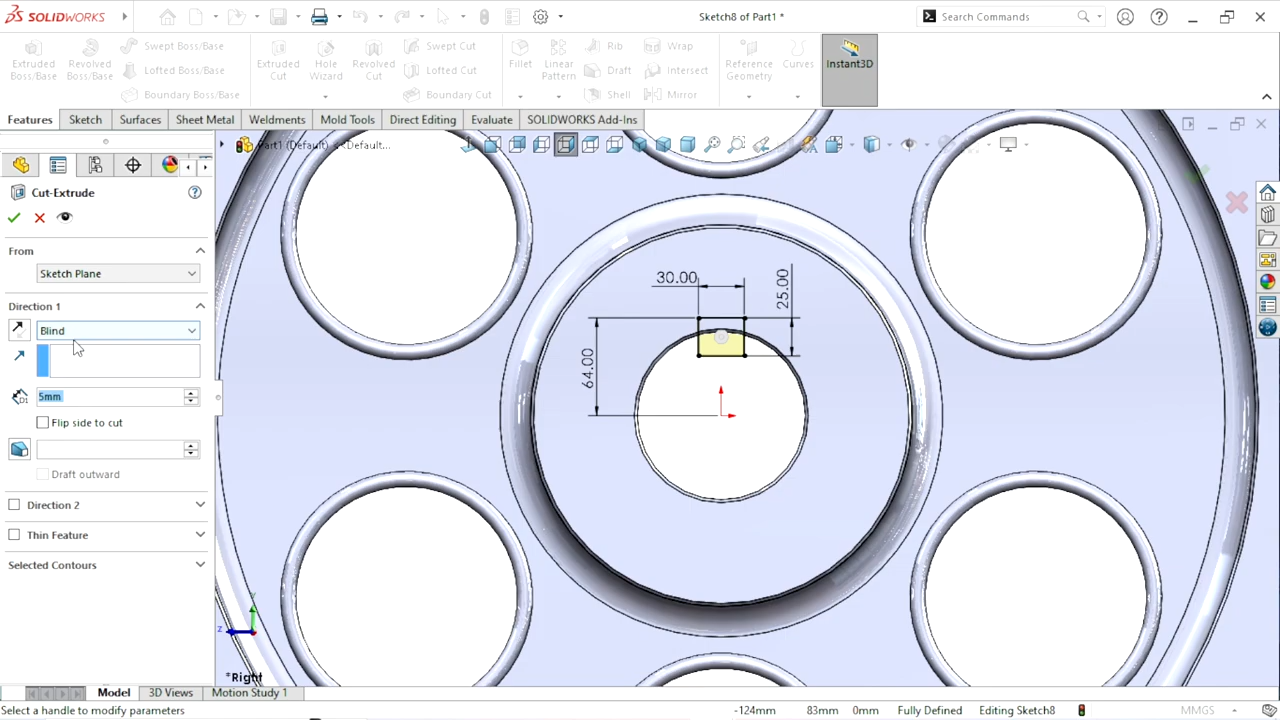 SOLIDWORKS
Sketch8 of Part1 *
Search Commands
Extruded Boss/Base
Revolved Boss/Base
Swept Boss/Base
Lofted Boss/Base
Boundary Boss/Base
Extruded Cut
Hole Wizard
Revolved Cut
Swept Cut
Lofted Cut
Boundary Cut
Fillet
Linear Pattern
Rib
Draft
Shell
Wrap
Intersect
Mirror
Reference Geometry
Curves
Instant3D
Features
Sketch
Surfaces
Sheet Metal
Weldments
Mold Tools
Direct Editing
Evaluate
SOLIDWORKS Add-Ins
Part1 (Default) <<Default...
Cut-Extrude
From
Sketch Plane
Direction 1
Blind
5mm
Flip side to cut
Draft outward
Direction 2
Thin Feature
Selected Contours
30.00
25.00
64.00
Y
Z
*Right
Model
3D Views
Motion Study 1
Select a handle to modify parameters
-124mm
83mm
0mm
Fully Defined
Editing Sketch8
MMGS